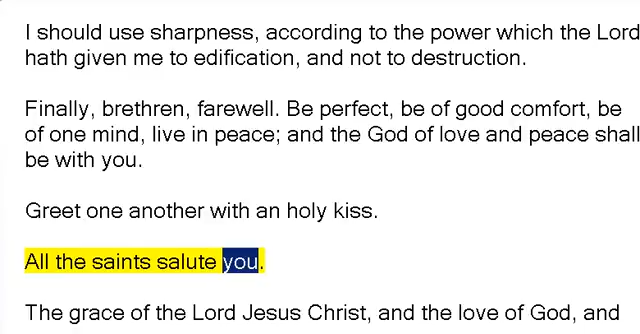 I should use sharpness, according to the power which the Lord
hath given me to edification, and not to destruction.
Finally, brethren, farewell. Be perfect, be of good comfort, be
of one mind, live in peace; and the God of love and peace shall
be with you.
Greet one another with an holy kiss.
All the saints salute you.
The grace of the Lord Jesus Christ, and the love of God, and